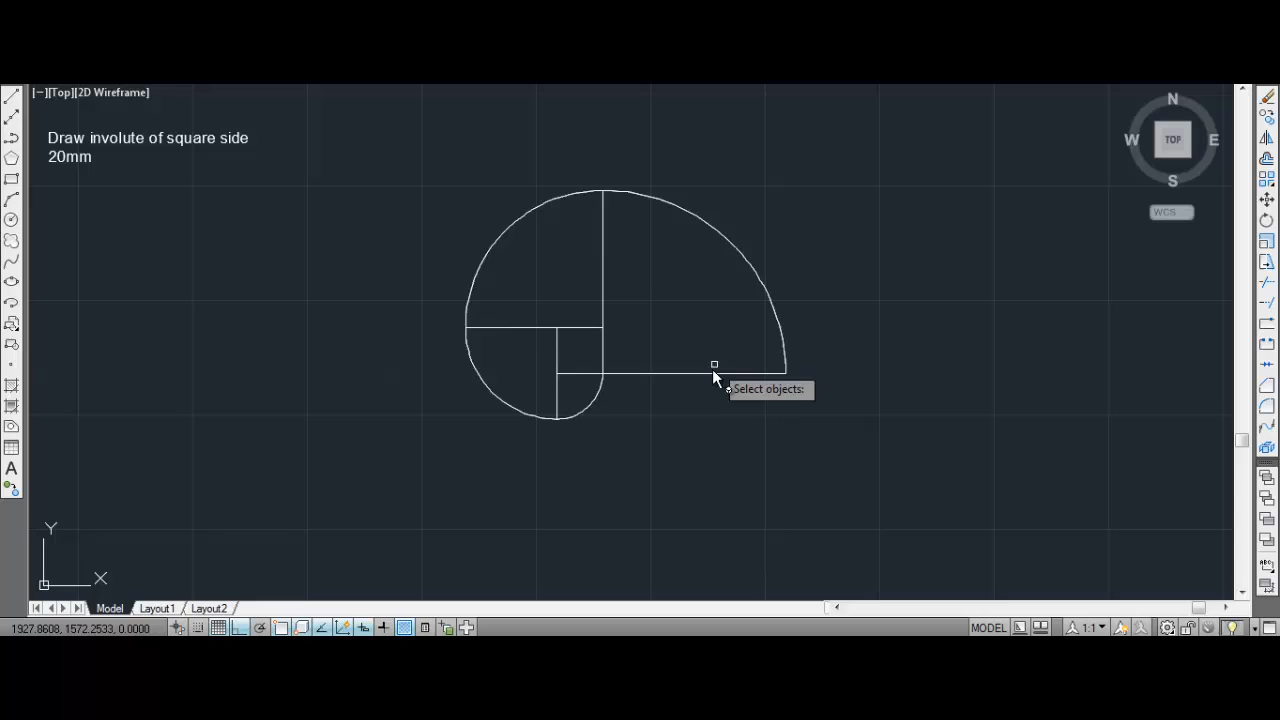 [−][Top][2D Wireframe]
N
Draw involute of square side
20mm
W
TOP
E
S
WCS
Select objects:
A
Y
X
Model
Layout1
Layout2
1927.8608, 1572.2533, 0.0000
MODEL
1:1